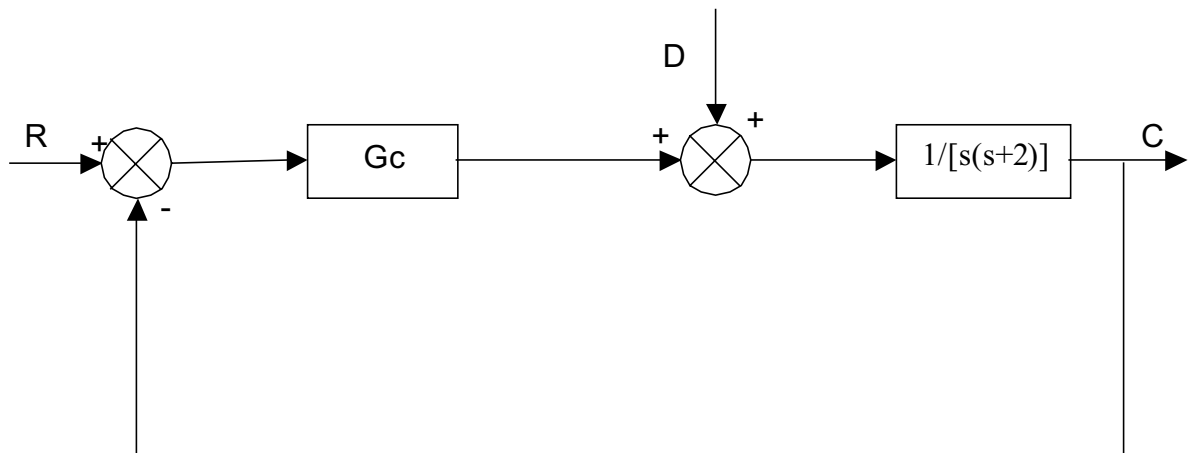 D
R
+
+
+
Gc
1/[s(s+2)]
C
-